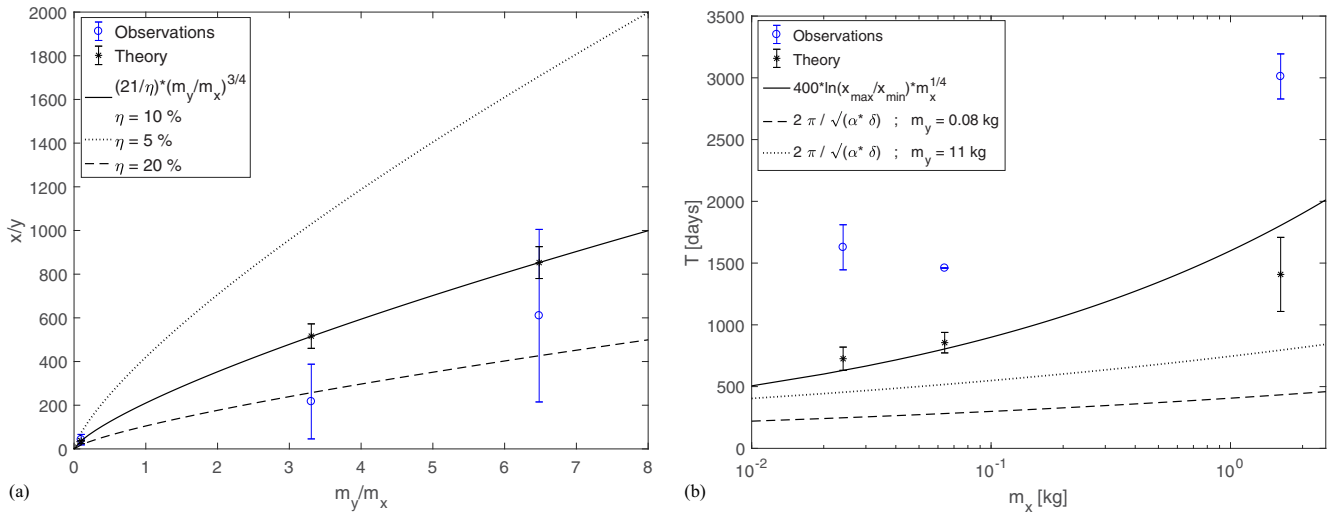 2000
1800
1600
1400
1200
1000
800
600
400
200
0
x/y
0 1 2 3 4 5 6 7 8
m_y/m_x
Observations
Theory
(21/η)*(m_y/m_x)^3/4
η = 10 %
η = 5 %
η = 20 %
(a)
3500
3000
2500
2000
1500
1000
500
0
T [days]
10^-2 10^-1 10^0
m_x [kg]
Observations
Theory
400*ln(x_max/x_min)*m_x^1/4
2 π / √(α* δ) ; m_y = 0.08 kg
2 π / √(α* δ) ; m_y = 11 kg
(b)